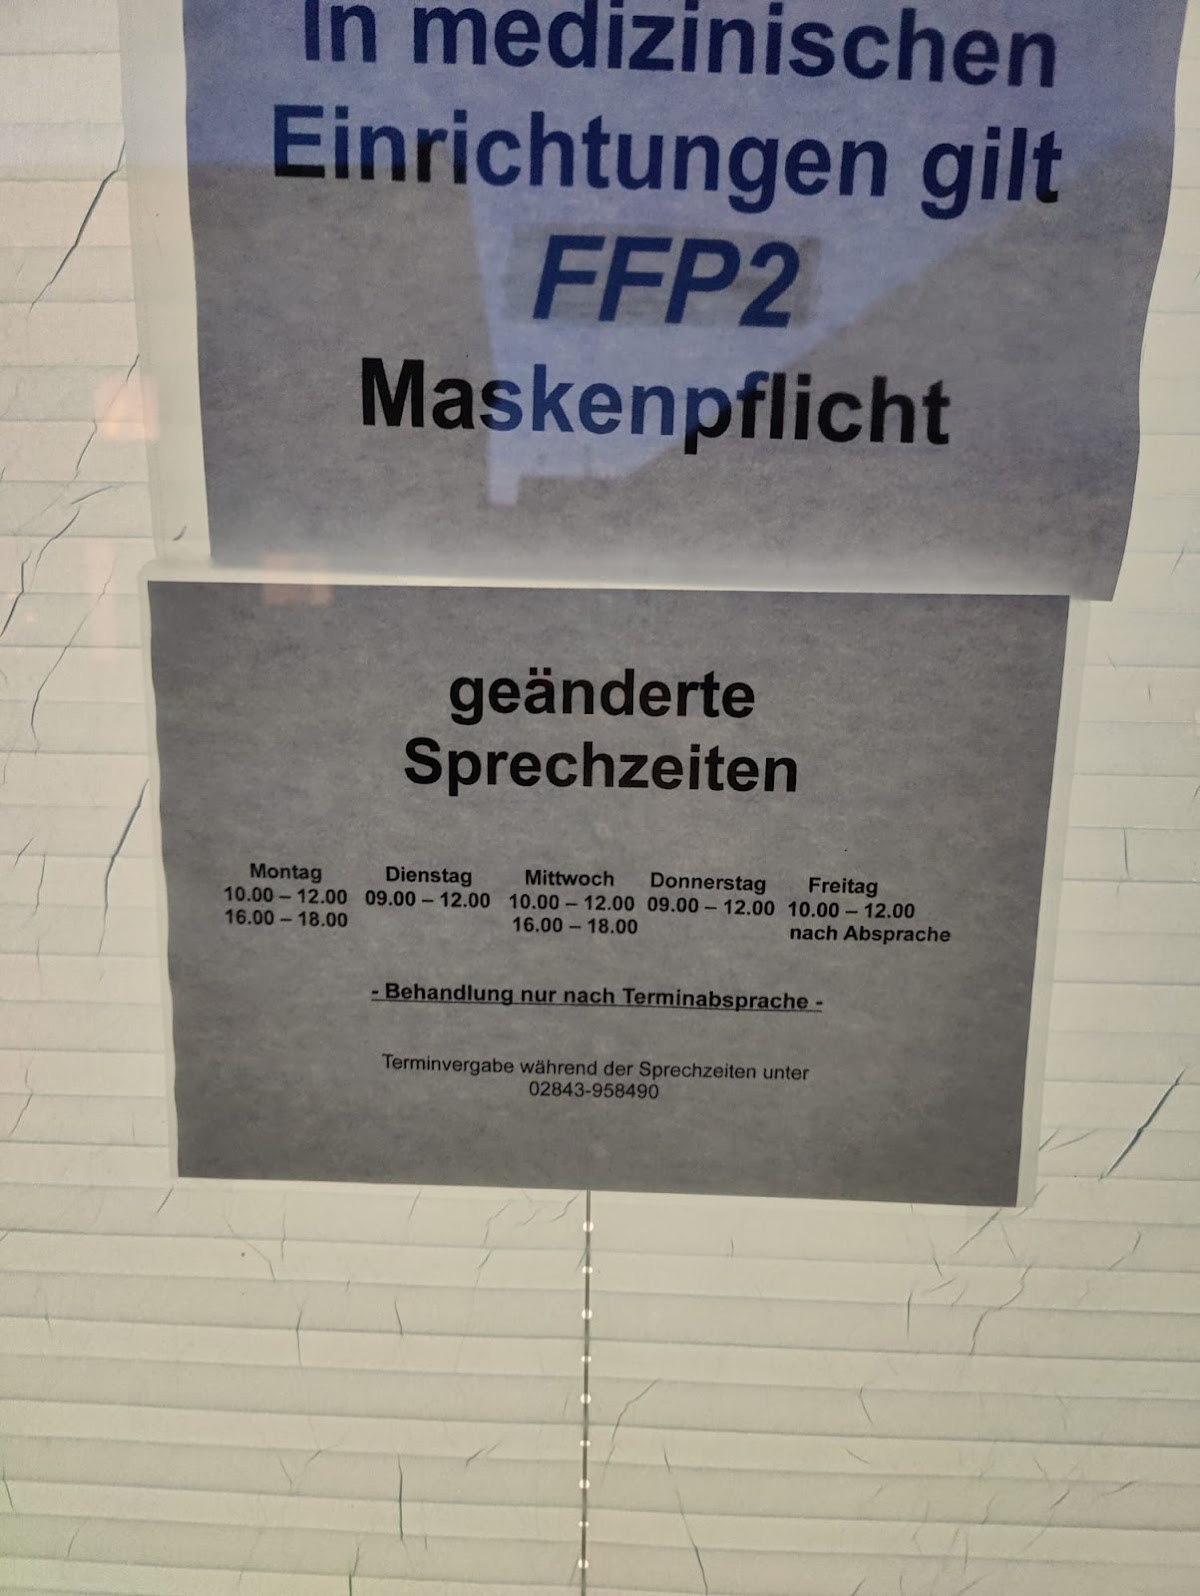 In medizinischen
Einrichtungen gilt
FFP2
Maskenpflicht
geänderte
Sprechzeiten
Montag Dienstag Mittwoch Donnerstag Freitag
10.00 – 12.00 09.00 – 12.00 10.00 – 12.00 09.00 – 12.00 10.00 – 12.00
16.00 – 18.00 16.00 – 18.00 nach Absprache
- Behandlung nur nach Terminabsprache -
Terminvergabe während der Sprechzeiten unter
02843-958490